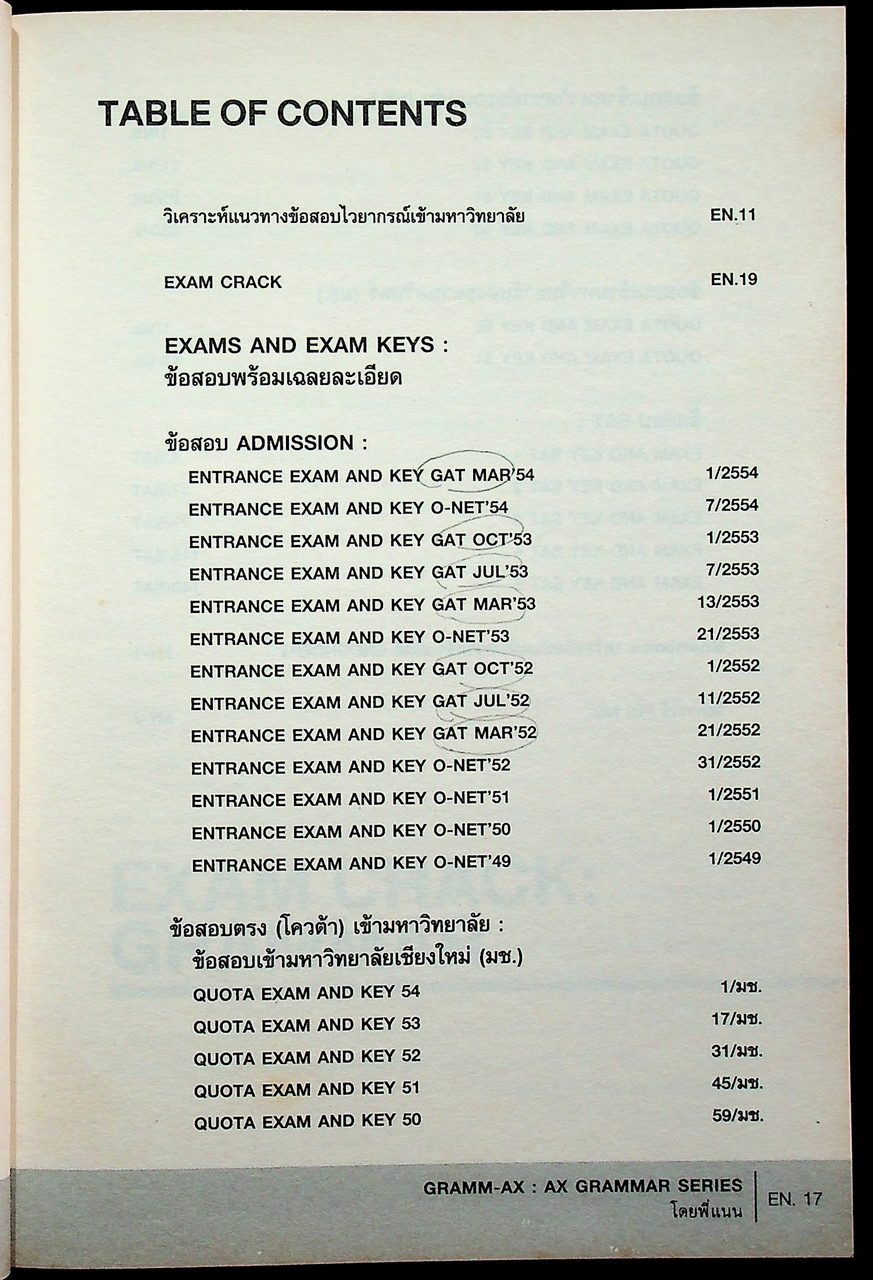 TABLE OF CONTENTS
วิเคราะห์แนวทางข้อสอบไวยากรณ์เข้ามหาวิทยาลัย EN.11
EXAM CRACK EN.19
EXAMS AND EXAM KEYS :
ข้อสอบพร้อมเฉลยละเอียด
ข้อสอบ ADMISSION :
ENTRANCE EXAM AND KEY GAT MAR'54 1/2554
ENTRANCE EXAM AND KEY O-NET'54 7/2554
ENTRANCE EXAM AND KEY GAT OCT'53 1/2553
ENTRANCE EXAM AND KEY GAT JUL'53 7/2553
ENTRANCE EXAM AND KEY GAT MAR'53 13/2553
ENTRANCE EXAM AND KEY O-NET'53 21/2553
ENTRANCE EXAM AND KEY GAT OCT'52 1/2552
ENTRANCE EXAM AND KEY GAT JUL'52 11/2552
ENTRANCE EXAM AND KEY GAT MAR'52 21/2552
ENTRANCE EXAM AND KEY O-NET'52 31/2552
ENTRANCE EXAM AND KEY O-NET'51 1/2551
ENTRANCE EXAM AND KEY O-NET'50 1/2550
ENTRANCE EXAM AND KEY O-NET'49 1/2549
ข้อสอบตรง (โควต้า) เข้ามหาวิทยาลัย :
ข้อสอบเข้ามหาวิทยาลัยเชียงใหม่ (มช.)
QUOTA EXAM AND KEY 54 1/มช.
QUOTA EXAM AND KEY 53 17/มช.
QUOTA EXAM AND KEY 52 31/มช.
QUOTA EXAM AND KEY 51 45/มช.
QUOTA EXAM AND KEY 50 59/มช.
GRAMM-AX : AX GRAMMAR SERIES
โดยพี่แนน
EN. 17